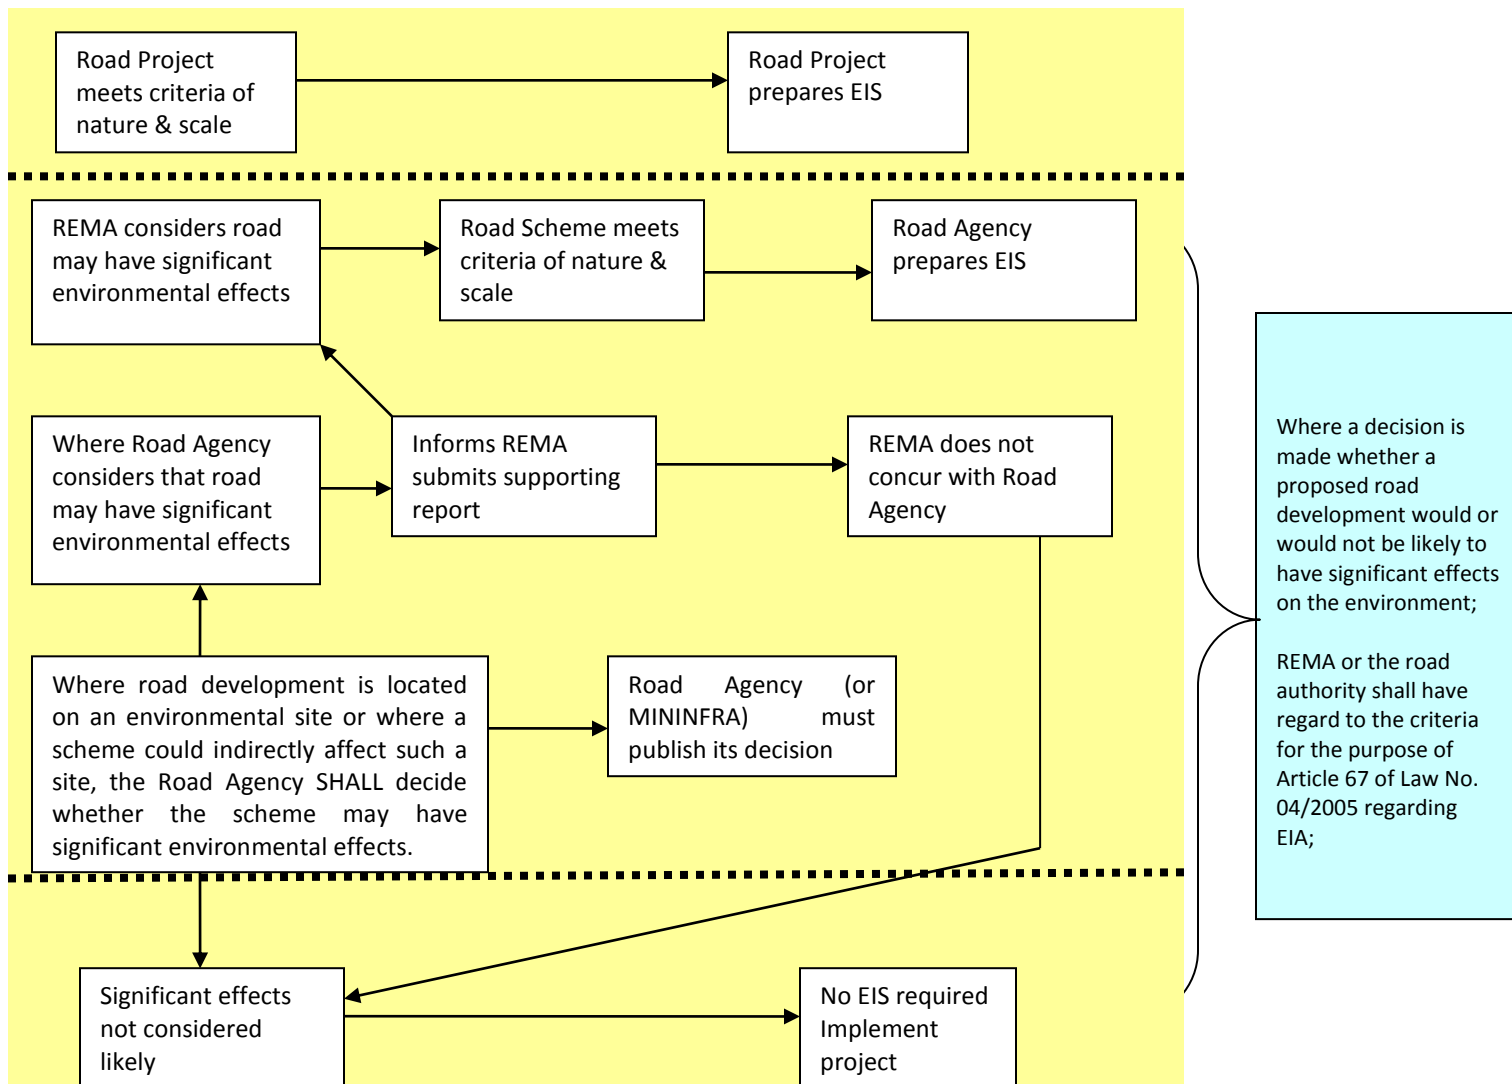 Road Project
meets criteria of
nature & scale
Road Project
prepares EIS
REMA considers road
may have significant
environmental effects
Road Scheme meets
criteria of nature &
scale
Road Agency
prepares EIS
Where Road Agency
considers that road
may have significant
environmental effects
Informs REMA
submits supporting
report
REMA does not
concur with Road
Agency
Where road development is located
on an environmental site or where a
scheme could indirectly affect such a
site, the Road Agency SHALL decide
whether the scheme may have
significant environmental effects.
Road Agency (or
MININFRA) must
publish its decision
Significant effects
not considered
likely
No EIS required
Implement
project
Where a decision is
made whether a
proposed road
development would or
would not be likely to
have significant effects
on the environment;
REMA or the road
authority shall have
regard to the criteria
for the purpose of
Article 67 of Law No.
04/2005 regarding
EIA;